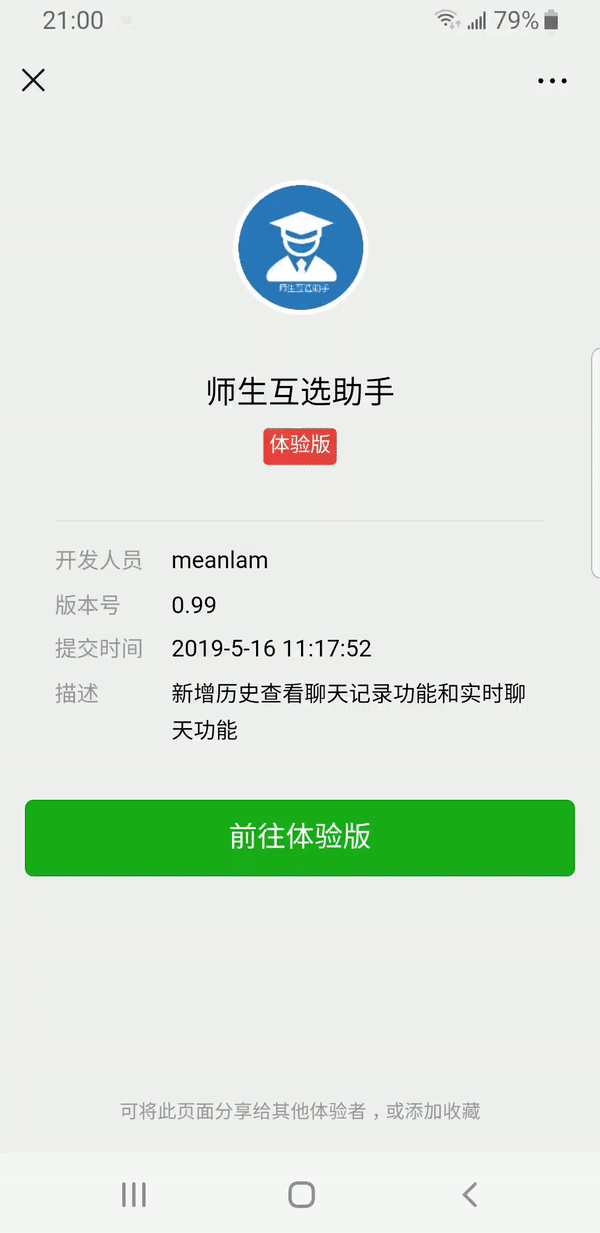 21:00
79%
师生互选助手
师生互选助手
体验版
开发人员 meanlam
版本号 0.99
提交时间 2019-5-16 11:17:52
描述 新增历史查看聊天记录功能和实时聊
天功能
前往体验版
可将此页面分享给其他体验者，或添加收藏